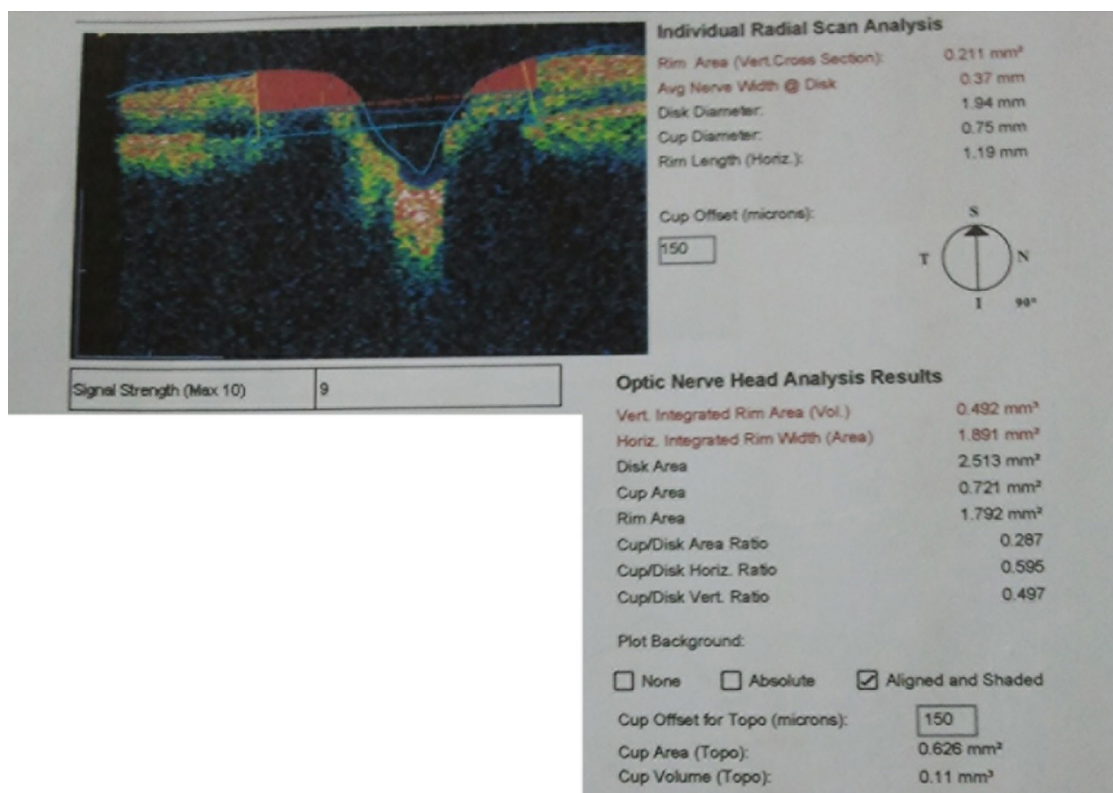 Individual Radial Scan Analysis
Rim Area (Vert.Cross Section): 0.211 mm²
Avg Nerve Width @ Disk 0.37 mm
Disk Diameter: 1.94 mm
Cup Diameter: 0.75 mm
Rim Length (Horiz.): 1.19 mm
Cup Offset (microns):
150
S
T N
I 90°
Signal Strength (Max 10) 9
Optic Nerve Head Analysis Results
Vert. Integrated Rim Area (Vol.) 0.492 mm³
Horiz. Integrated Rim Width (Area) 1.891 mm²
Disk Area 2.513 mm²
Cup Area 0.721 mm²
Rim Area 1.792 mm²
Cup/Disk Area Ratio 0.287
Cup/Disk Horiz. Ratio 0.595
Cup/Disk Vert. Ratio 0.497
Plot Background:
None Absolute Aligned and Shaded
Cup Offset for Topo (microns): 150
Cup Area (Topo): 0.626 mm²
Cup Volume (Topo): 0.11 mm³